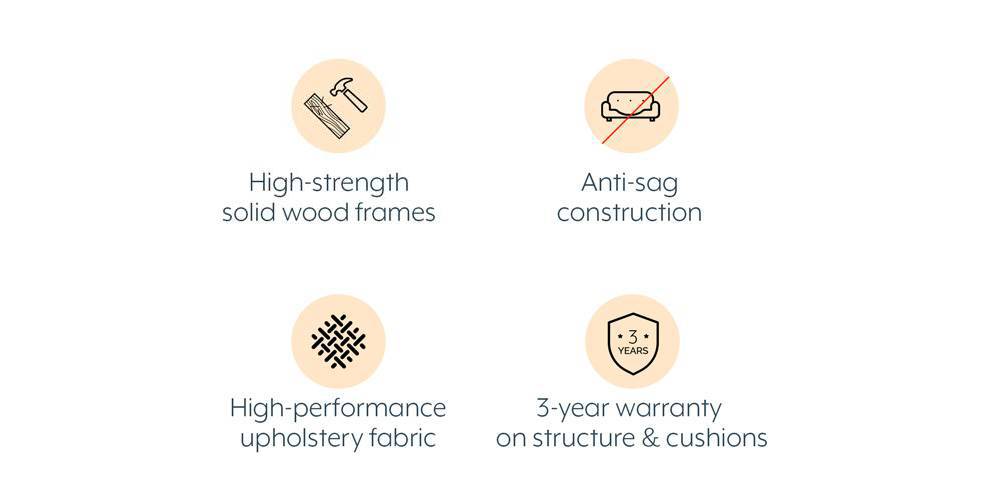 High-strength
solid wood frames
Anti-sag
construction
High-performance
upholstery fabric
3
YEARS
3-year warranty
on structure & cushions